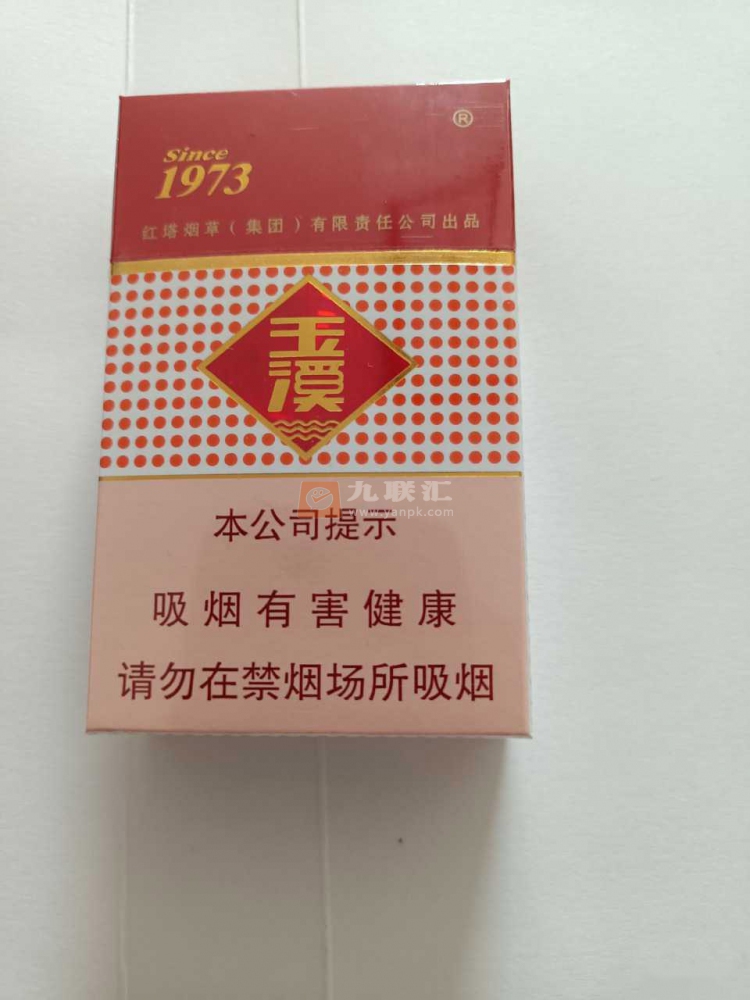 ®
Since
1973
红塔烟草（集团）有限责任公司出品
玉
溪
九联汇
www.yanpk.com
本公司提示
吸烟有害健康
请勿在禁烟场所吸烟